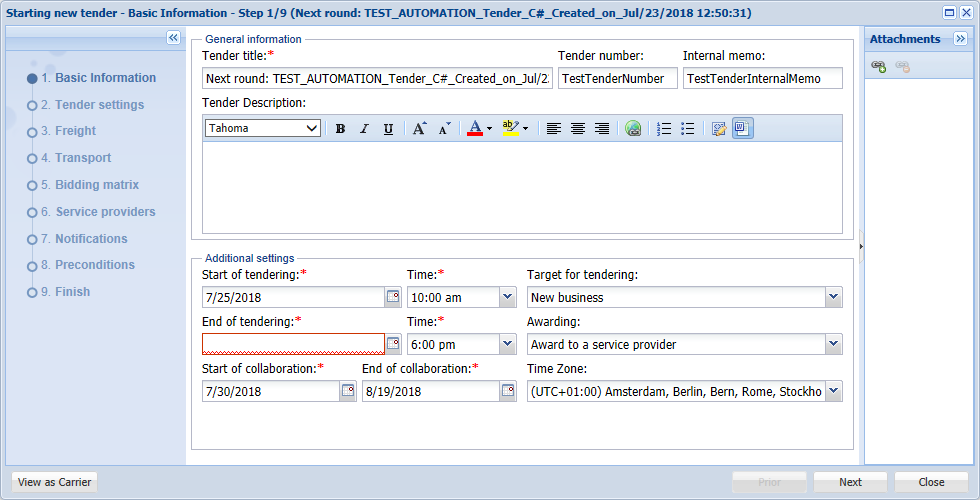 Starting new tender - Basic Information - Step 1/9 (Next round: TEST_AUTOMATION_Tender_C#_Created_on_Jul/23/2018 12:50:31)
1. Basic Information
2. Tender settings
3. Freight
4. Transport
5. Bidding matrix
6. Service providers
7. Notifications
8. Preconditions
9. Finish
General information
Tender title:* Tender number: Internal memo:
Next round: TEST_AUTOMATION_Tender_C#_Created_on_Jul/2 TestTenderNumber TestTenderInternalMemo
Tender Description:
Tahoma B I U A A A ab
Additional settings
Start of tendering:* Time:* Target for tendering:
7/25/2018 10:00 am New business
End of tendering:* Time:* Awarding:
6:00 pm Award to a service provider
Start of collaboration:* End of collaboration:* Time Zone:
7/30/2018 8/19/2018 (UTC+01:00) Amsterdam, Berlin, Bern, Rome, Stockho
Attachments
View as Carrier Prior Next Close